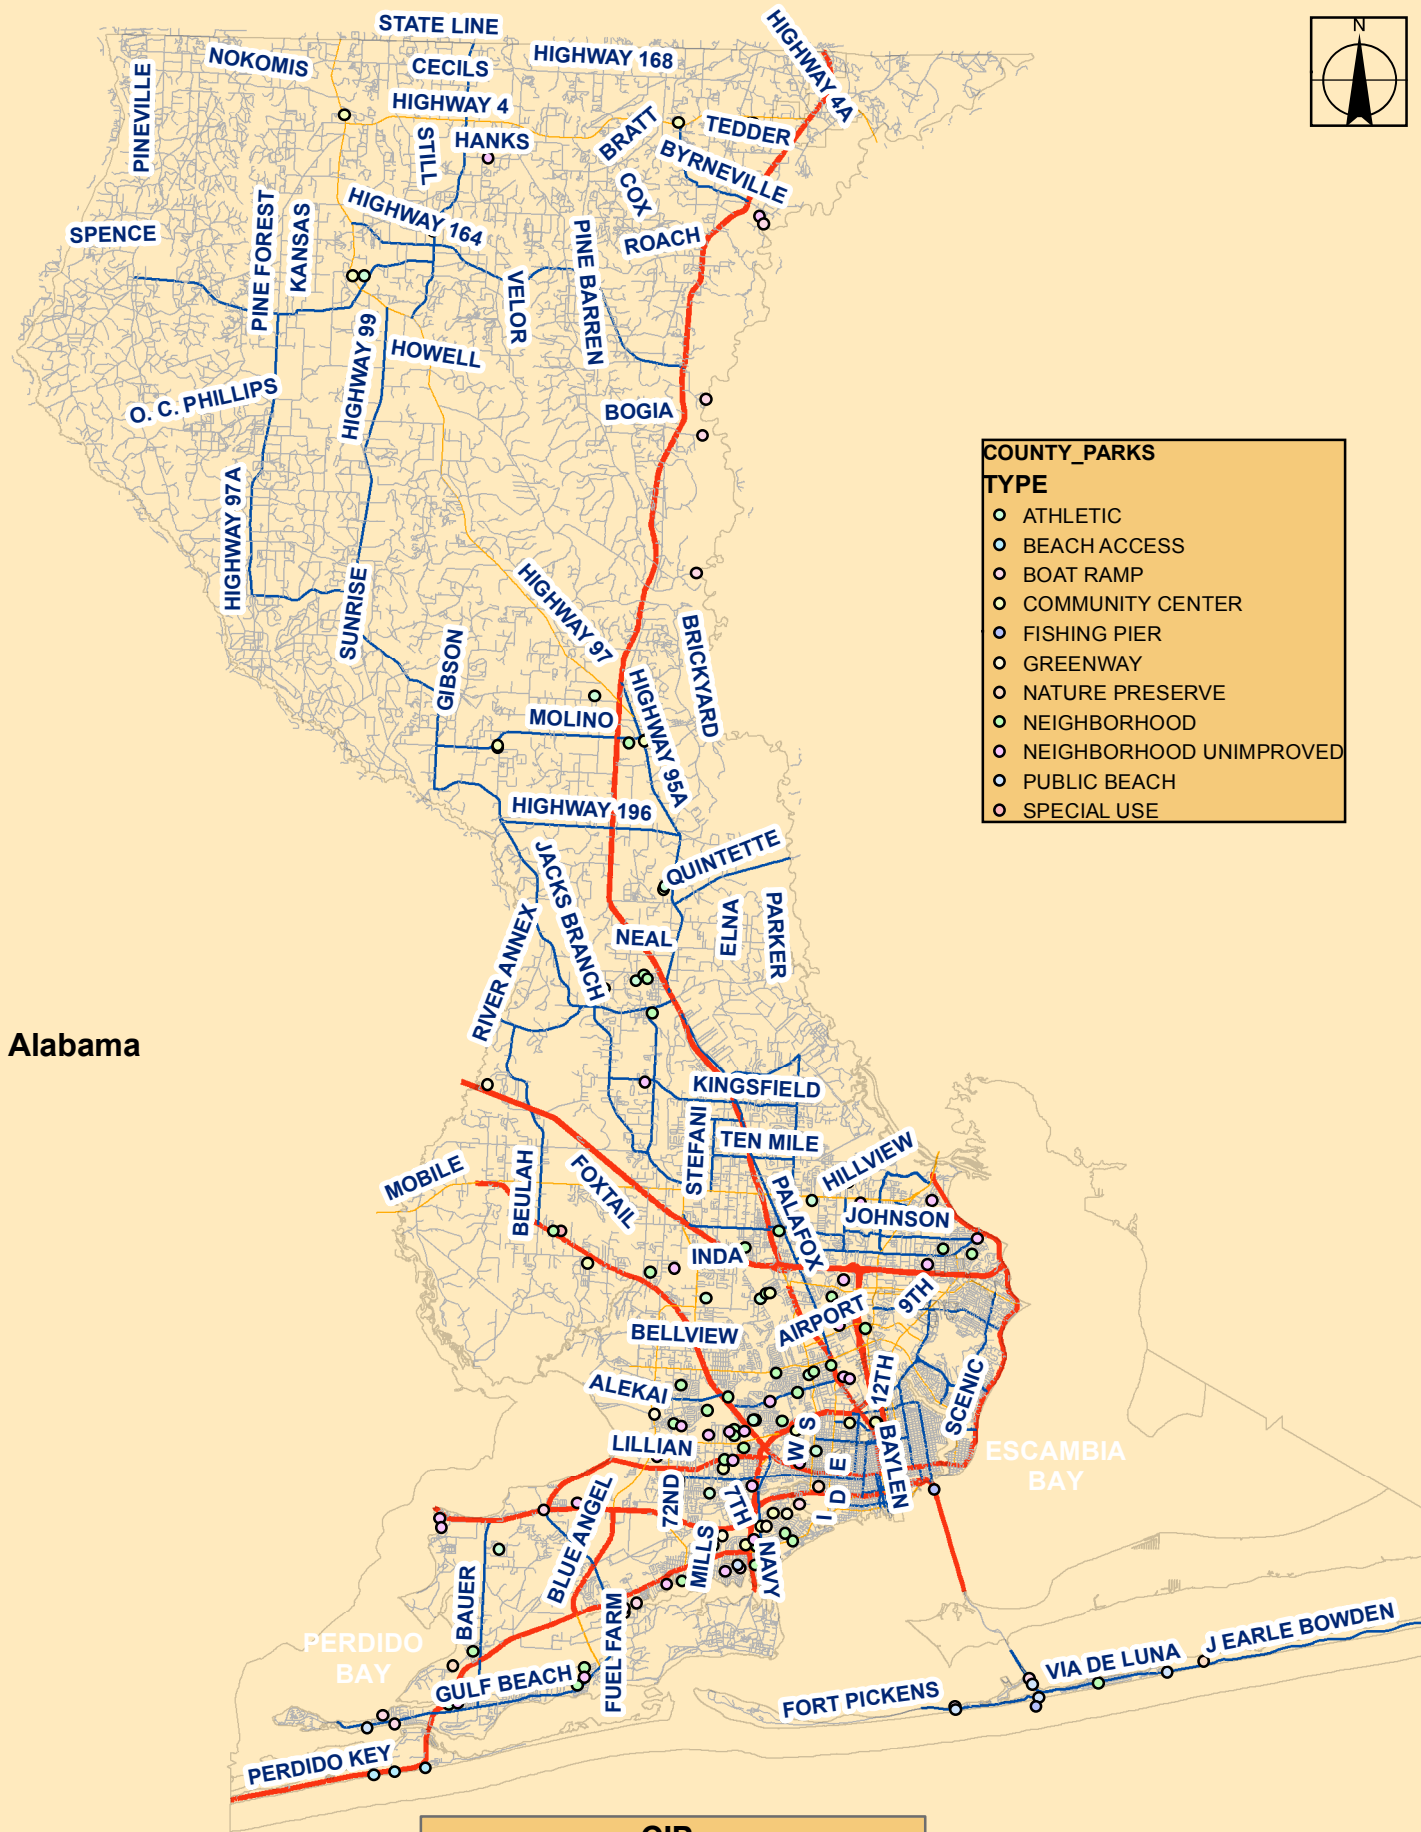 STATE LINE
N
HIGHWAY 4A
NOKOMIS
CECILS
HIGHWAY 168
PINEVILLE
HIGHWAY 4
STILL
HANKS
BRATT
TEDDER
BYRNEVILLE
COX
SPENCE
PINE FOREST
KANSAS
HIGHWAY 164
PINE BARREN
ROACH
VELOR
HIGHWAY 99
HOWELL
O. C. PHILLIPS
BOGIA
COUNTY_PARKS
TYPE
ATHLETIC
BEACH ACCESS
BOAT RAMP
COMMUNITY CENTER
FISHING PIER
GREENWAY
NATURE PRESERVE
NEIGHBORHOOD
NEIGHBORHOOD UNIMPROVED
PUBLIC BEACH
SPECIAL USE
HIGHWAY 97A
SUNRISE
HIGHWAY 97
GIBSON
BRICKYARD
MOLINO
HIGHWAY 95A
HIGHWAY 196
JACKS BRANCH
QUINTETTE
RIVER ANNEX
NEAL
ELNA
PARKER
Alabama
KINGSFIELD
STEFANI
TEN MILE
MOBILE
BEULAH
FOXTAIL
PALAFOX
HILLVIEW
JOHNSON
INDA
9TH
AIRPORT
BELLVIEW
ALEKAI
12TH
SCENIC
LILLIAN
W
S
BAYLEN
ESCAMBIA
BAY
E
D
I
72ND
7TH
BLUE ANGEL
MILLS
NAVY
BAUER
FUEL FARM
PERDIDO
BAY
GULF BEACH
FORT PICKENS
VIA DE LUNA
J EARLE BOWDEN
PERDIDO KEY